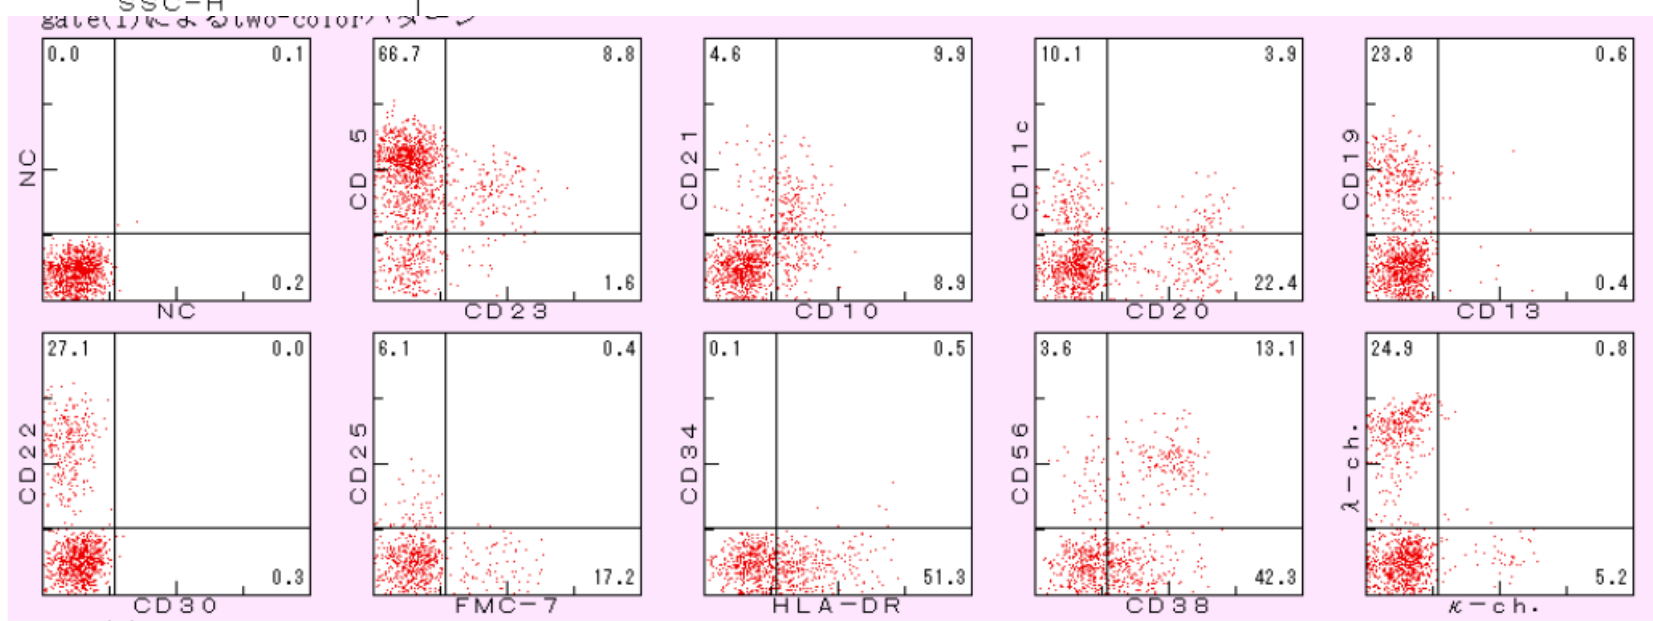 SSC-H
gate(1)によるtwo-colorパターン
0.0 0.1
NC
0.2
NC
66.7 8.8
CD5
1.6
CD23
4.6 9.9
CD21
8.9
CD10
10.1 3.9
CD11c
22.4
CD20
23.8 0.6
CD19
0.4
CD13
27.1 0.0
CD22
0.3
CD30
6.1 0.4
CD25
17.2
FMC-7
0.1 0.5
CD34
51.3
HLA-DR
3.6 13.1
CD56
42.3
CD38
24.9 0.8
λ-ch.
5.2
κ-ch.